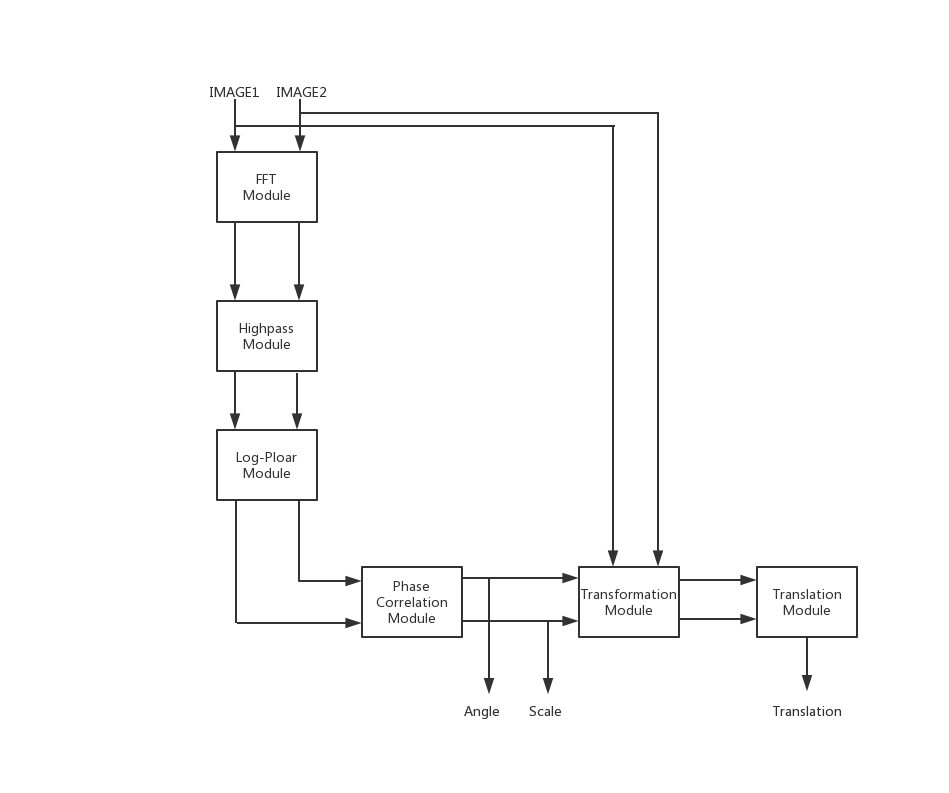 IMAGE1 IMAGE2
FFT
Module
Highpass
Module
Log-Ploar
Module
Phase
Correlation
Module
Transformation
Module
Translation
Module
Angle
Scale
Translation